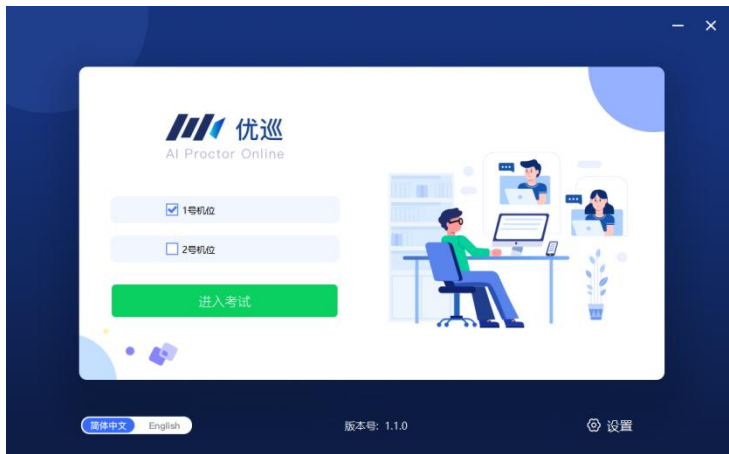 优巡
AI Proctor Online
1号机位
2号机位
进入考试
简体中文 English
版本号: 1.1.0
设置